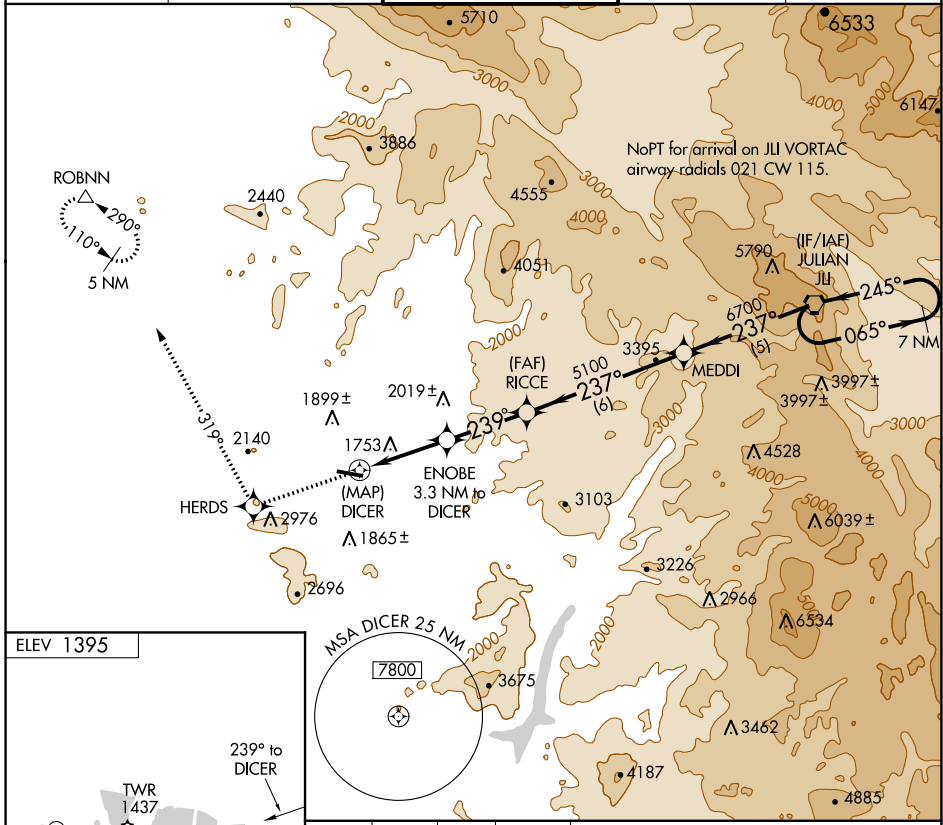 5710
6533
3000
4000
5000
6147
2000
3886
NoPT for arrival on JLI VORTAC
airway radials 021 CW 115.
ROBNN
290°
110°
5 NM
2440
4555
3000
4000
4051
5790
(IF/IAF)
JULIAN
JLI
245°
065°
7 NM
6700
237°
(5)
2000
3395
MEDDI
(FAF)
RICCE
5100
237°
(6)
3997±
3997±
3000
319°
1899±
2019±
239°
3000
2140
1753
ENOBE
3.3 NM to
DICER
4528
4000
(MAP)
DICER
HERDS
2976
3103
5000
6039±
1865±
3226
2696
2966
5000
6534
ELEV 1395
MSA DICER 25 NM
7800
2000
2000
3675
3462
239° to
DICER
TWR
1437
4187
4885